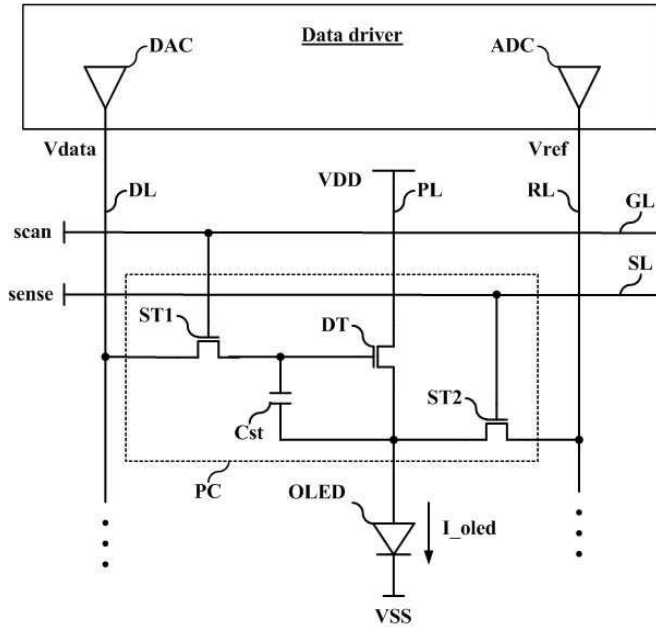 DAC
Data driver
ADC
Vdata
Vref
DL
VDD
PL
RL
GL
scan
SL
sense
ST1
DT
ST2
Cst
PC
OLED
I_oled
VSS